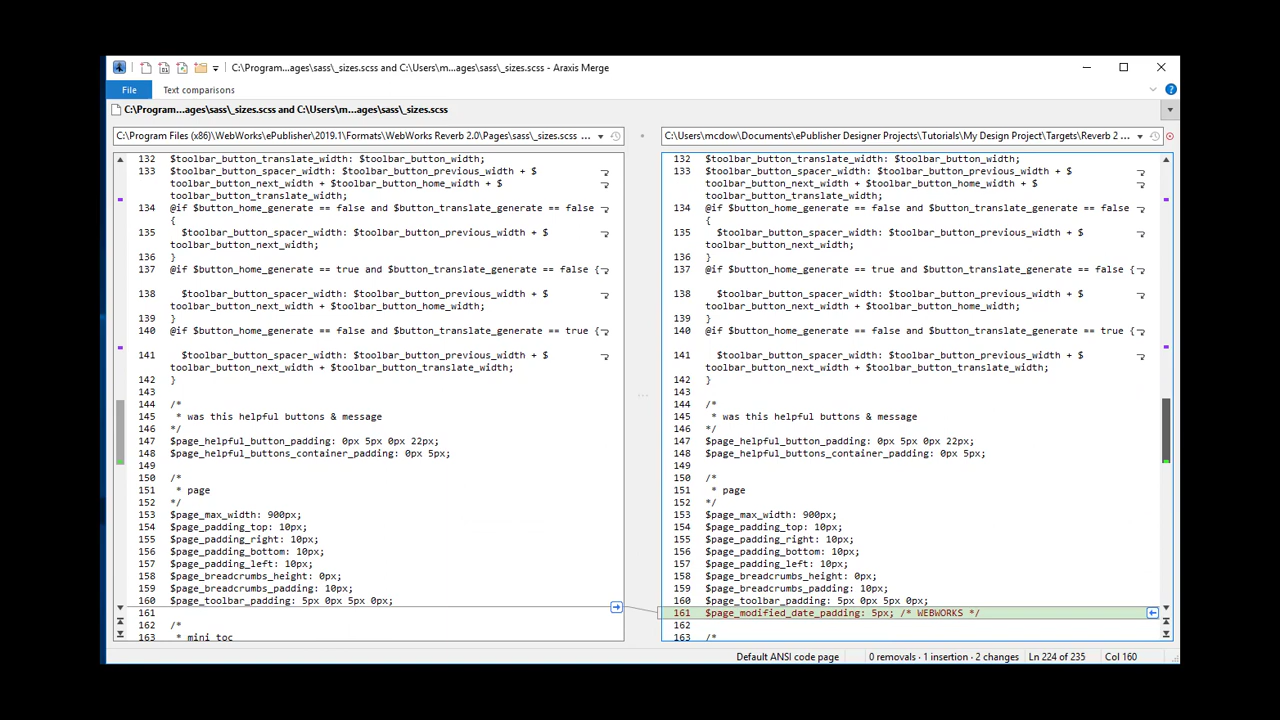 C:\Program...ages\sass\_sizes.scss and C:\Users\m...ages\sass\_sizes.scss - Araxis Merge
File
Text comparisons
C:\Program...ages\sass\_sizes.scss and C:\Users\m...ages\sass\_sizes.scss
C:\Program Files (x86)\WebWorks\ePublisher\2019.1\Formats\WebWorks Reverb 2.0\Pages\sass\_sizes.scss ...
132 $toolbar_button_translate_width: $toolbar_button_width;
133 $toolbar_button_spacer_width: $toolbar_button_previous_width + $
toolbar_button_next_width + $toolbar_button_home_width + $
toolbar_button_translate_width;
134 @if $button_home_generate == false and $button_translate_generate == false
{
135 $toolbar_button_spacer_width: $toolbar_button_previous_width + $
toolbar_button_next_width;
136 }
137 @if $button_home_generate == true and $button_translate_generate == false {
138 $toolbar_button_spacer_width: $toolbar_button_previous_width + $
toolbar_button_next_width + $toolbar_button_home_width;
139 }
140 @if $button_home_generate == false and $button_translate_generate == true {
141 $toolbar_button_spacer_width: $toolbar_button_previous_width + $
toolbar_button_next_width + $toolbar_button_translate_width;
142 }
143
144 /*
145 * was this helpful buttons & message
146 */
147 $page_helpful_button_padding: 0px 5px 0px 22px;
148 $page_helpful_buttons_container_padding: 0px 5px;
149
150 /*
151 * page
152 */
153 $page_max_width: 900px;
154 $page_padding_top: 10px;
155 $page_padding_right: 10px;
156 $page_padding_bottom: 10px;
157 $page_padding_left: 10px;
158 $page_breadcrumbs_height: 0px;
159 $page_breadcrumbs_padding: 10px;
160 $page_toolbar_padding: 5px 0px 5px 0px;
161
162 /*
163 * mini toc
C:\Users\mcdow\Documents\ePublisher Designer Projects\Tutorials\My Design Project\Targets\Reverb 2 ...
132 $toolbar_button_translate_width: $toolbar_button_width;
133 $toolbar_button_spacer_width: $toolbar_button_previous_width + $
toolbar_button_next_width + $toolbar_button_home_width + $
toolbar_button_translate_width;
134 @if $button_home_generate == false and $button_translate_generate == false
{
135 $toolbar_button_spacer_width: $toolbar_button_previous_width + $
toolbar_button_next_width;
136 }
137 @if $button_home_generate == true and $button_translate_generate == false {
138 $toolbar_button_spacer_width: $toolbar_button_previous_width + $
toolbar_button_next_width + $toolbar_button_home_width;
139 }
140 @if $button_home_generate == false and $button_translate_generate == true {
141 $toolbar_button_spacer_width: $toolbar_button_previous_width + $
toolbar_button_next_width + $toolbar_button_translate_width;
142 }
143
144 /*
145 * was this helpful buttons & message
146 */
147 $page_helpful_button_padding: 0px 5px 0px 22px;
148 $page_helpful_buttons_container_padding: 0px 5px;
149
150 /*
151 * page
152 */
153 $page_max_width: 900px;
154 $page_padding_top: 10px;
155 $page_padding_right: 10px;
156 $page_padding_bottom: 10px;
157 $page_padding_left: 10px;
158 $page_breadcrumbs_height: 0px;
159 $page_breadcrumbs_padding: 10px;
160 $page_toolbar_padding: 5px 0px 5px 0px;
161 $page_modified_date_padding: 5px; /* WEBWORKS */
162
163 /*
Default ANSI code page
0 removals · 1 insertion · 2 changes
Ln 224 of 235
Col 160